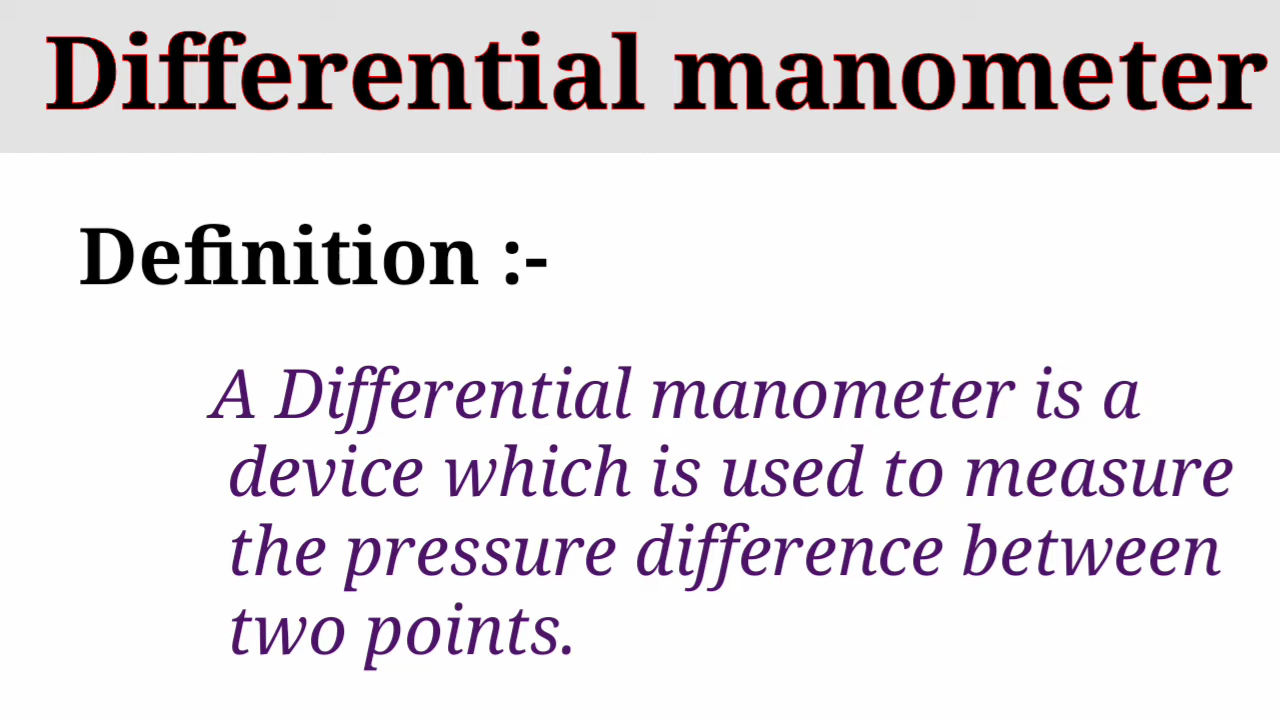 Differential manometer
Definition :-
A Differential manometer is a
device which is used to measure
the pressure difference between
two points.